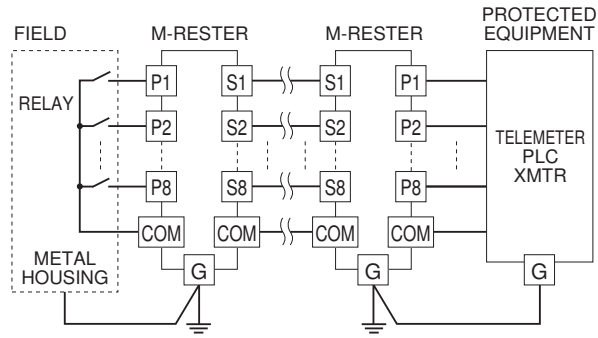 PROTECTED
FIELD M-RESTER M-RESTER EQUIPMENT
P1 S1 S1 P1
RELAY
P2 S2 S2 P2
TELEMETER
PLC
XMTR
P8 S8 S8 P8
COM COM COM COM
METAL
HOUSING
G G G